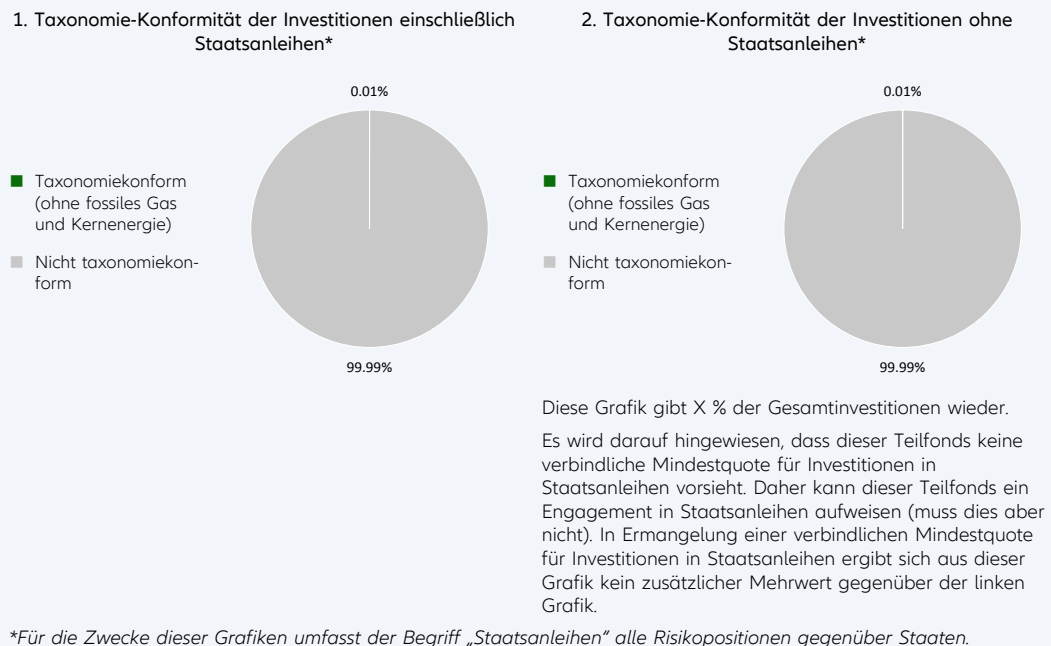 1. Taxonomie-Konformität der Investitionen einschließlich
Staatsanleihen*
0.01%
Taxonomiekonform
(ohne fossiles Gas
und Kernenergie)
Nicht taxonomiekon-
form
99.99%
2. Taxonomie-Konformität der Investitionen ohne
Staatsanleihen*
0.01%
Taxonomiekonform
(ohne fossiles Gas
und Kernenergie)
Nicht taxonomiekon-
form
99.99%
Diese Grafik gibt X % der Gesamtinvestitionen wieder.
Es wird darauf hingewiesen, dass dieser Teilfonds keine
verbindliche Mindestquote für Investitionen in
Staatsanleihen vorsieht. Daher kann dieser Teilfonds ein
Engagement in Staatsanleihen aufweisen (muss dies aber
nicht). In Ermangelung einer verbindlichen Mindestquote
für Investitionen in Staatsanleihen ergibt sich aus dieser
Grafik kein zusätzlicher Mehrwert gegenüber der linken
Grafik.
*Für die Zwecke dieser Grafiken umfasst der Begriff „Staatsanleihen" alle Risikopositionen gegenüber Staaten.